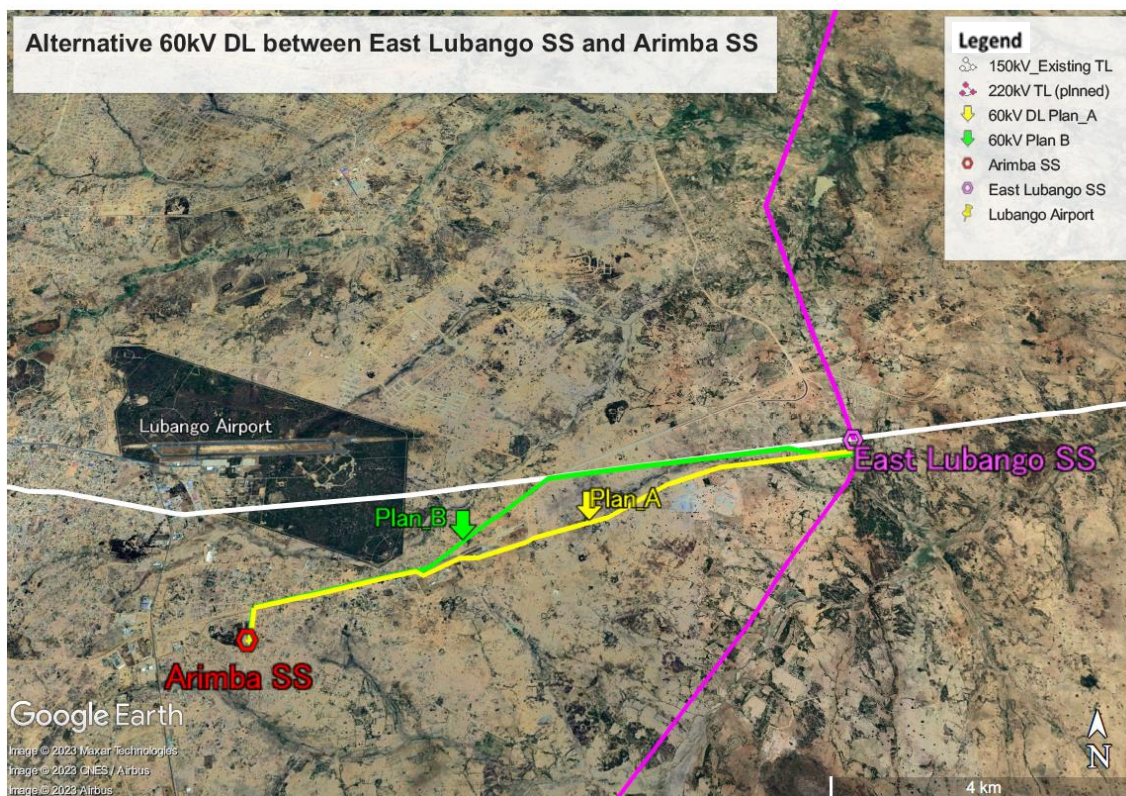 Alternative 60kV DL between East Lubango SS and Arimba SS
Legend
150kV_Existing TL
220kV TL (plnned)
60kV DL Plan_A
60kV Plan B
Arimba SS
East Lubango SS
Lubango Airport
Lubango Airport
East Lubango SS
Plan_A
Plan_B
Arimba SS
Google Earth
Image © 2023 Maxar Technologies
Image © 2023 CNES / Airbus
Image © 2023 Airbus
N
4 km